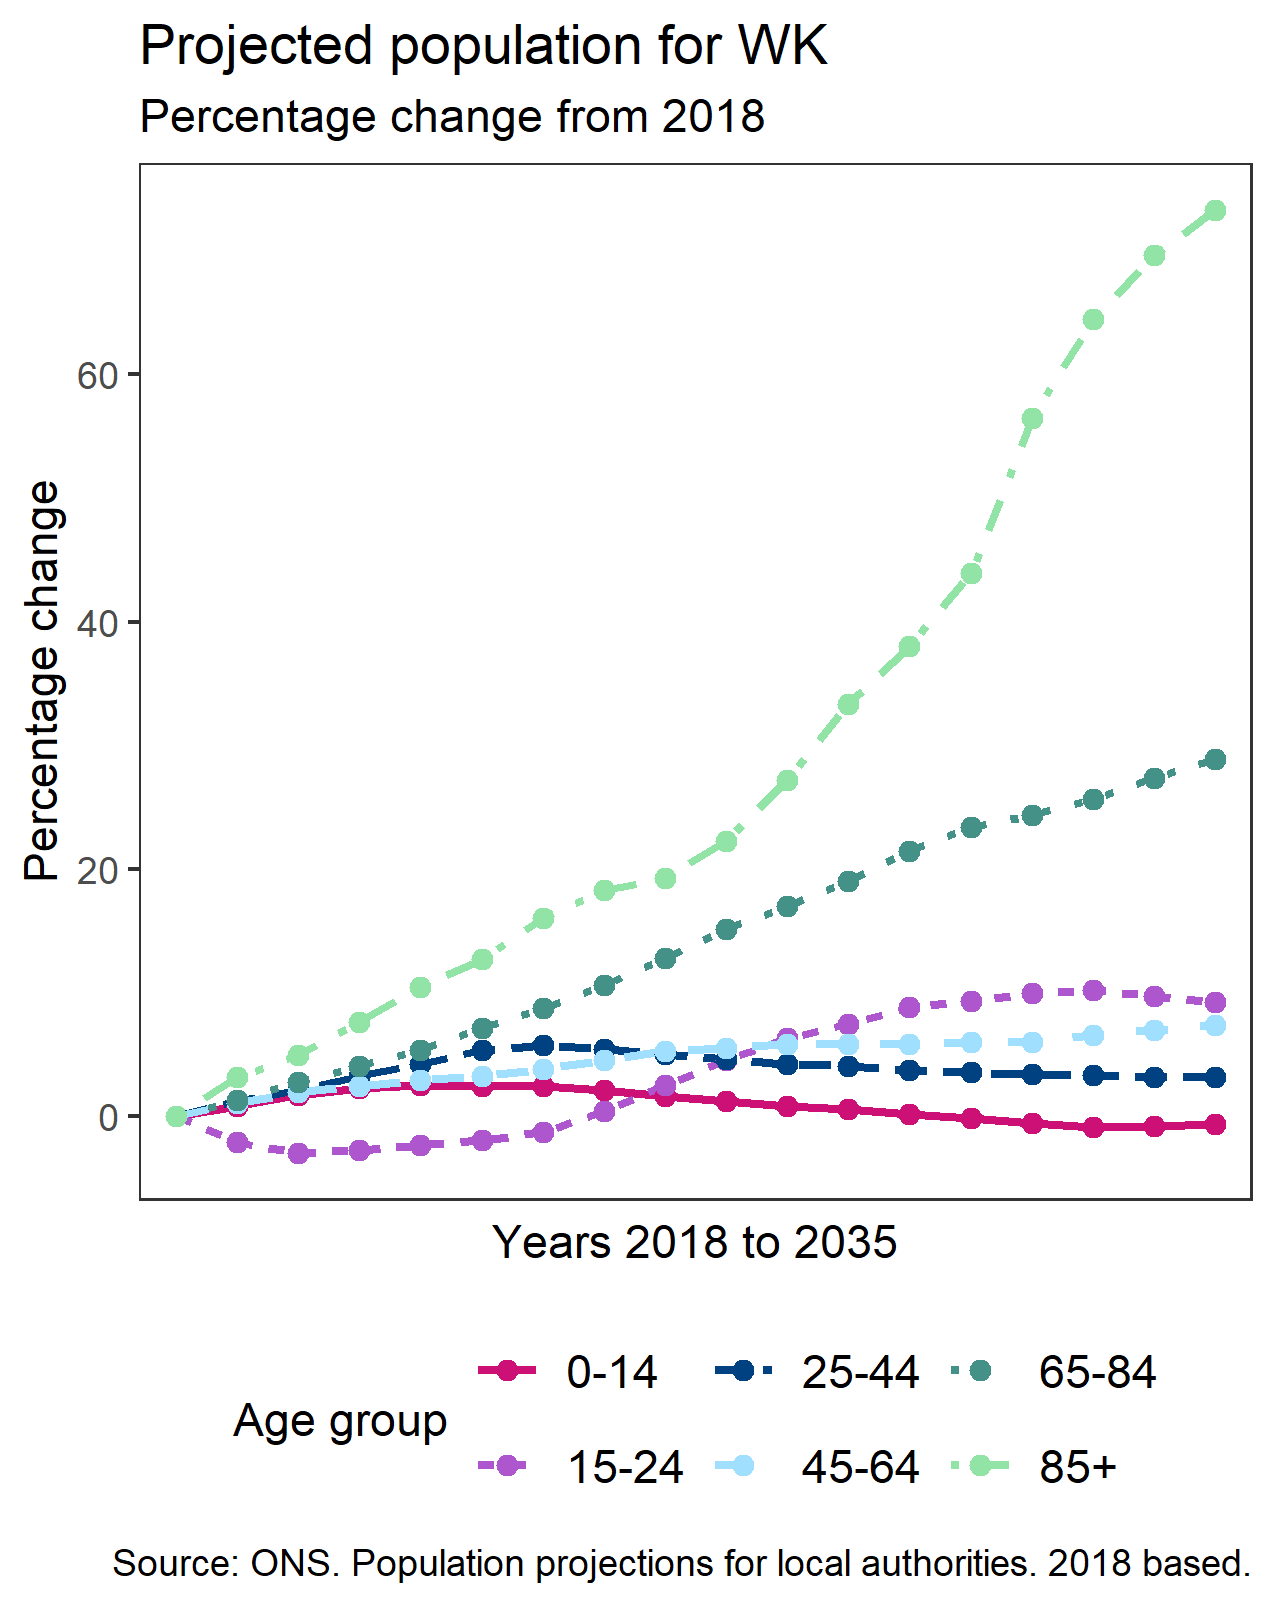 Projected population for WK
Percentage change from 2018
Percentage change
60
40
20
0
Years 2018 to 2035
Age group
0-14
25-44
65-84
15-24
45-64
85+
Source: ONS. Population projections for local authorities. 2018 based.